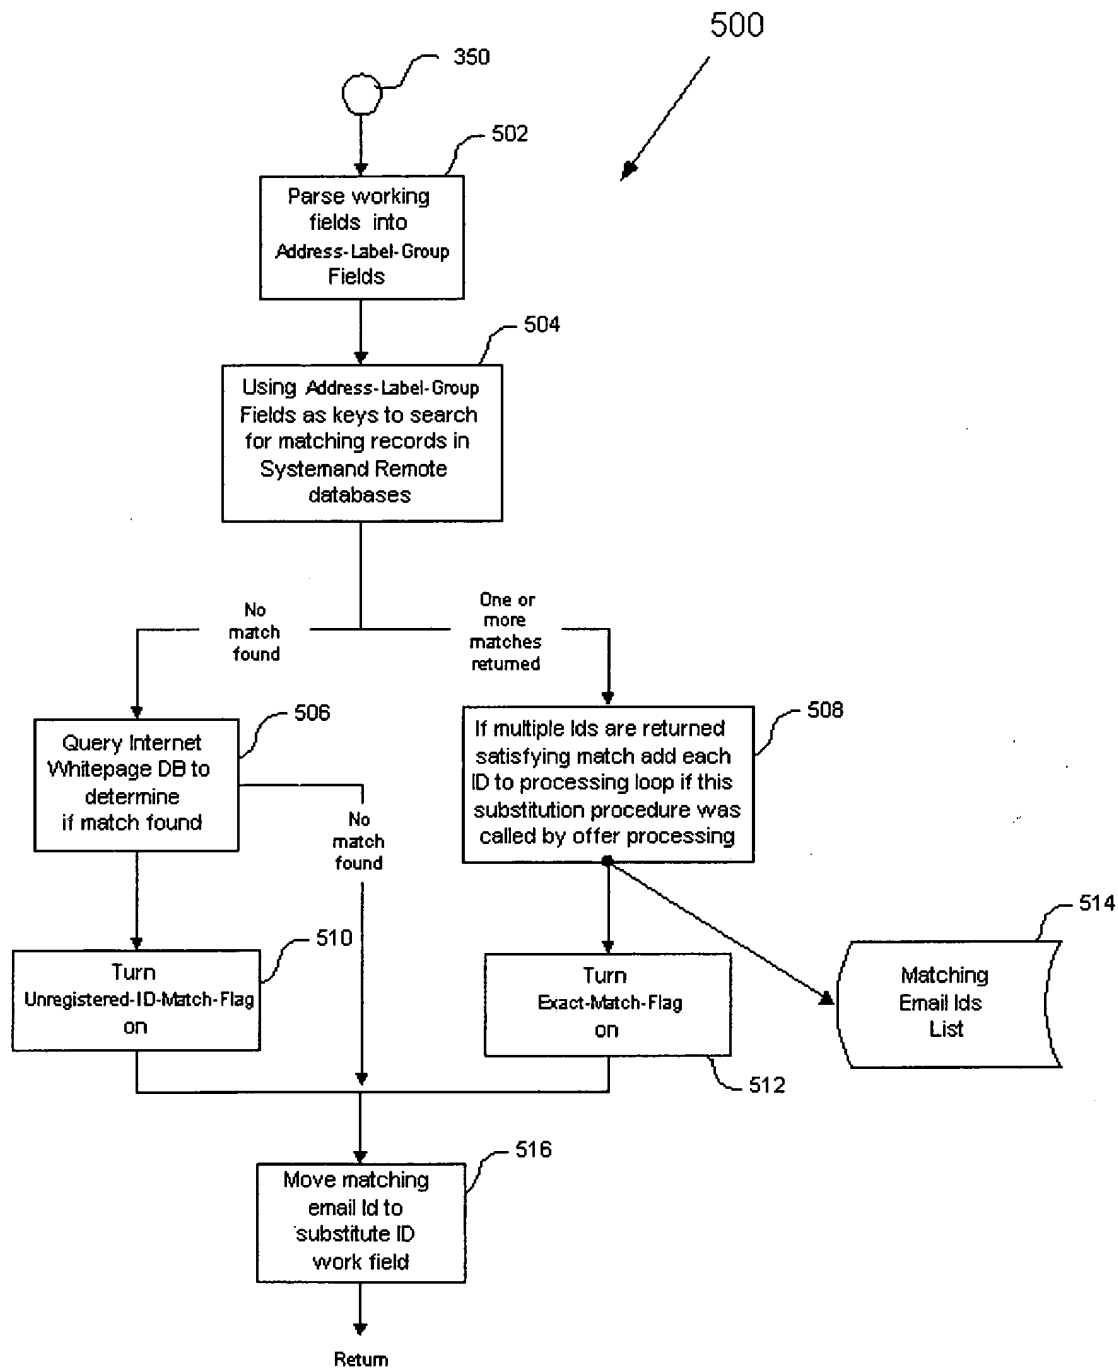 500
350
502
Parse working
fields into
Address-Label-Group
Fields
504
Using Address-Label-Group
Fields as keys to search
for matching records in
Systemand Remote
databases
No
match
found
One or
more
matches
returned
506
Query Internet
Whitepage DB to
determine
if match found
No
match
found
508
If multiple Ids are returned
satisfying match add each
ID to processing loop if this
substitution procedure was
called by offer processing
510
Turn
Unregistered-ID-Match-Flag
on
Turn
Exact-Match-Flag
on
512
514
Matching
Email Ids
List
516
Move matching
email Id to
substitute ID
work field
Return